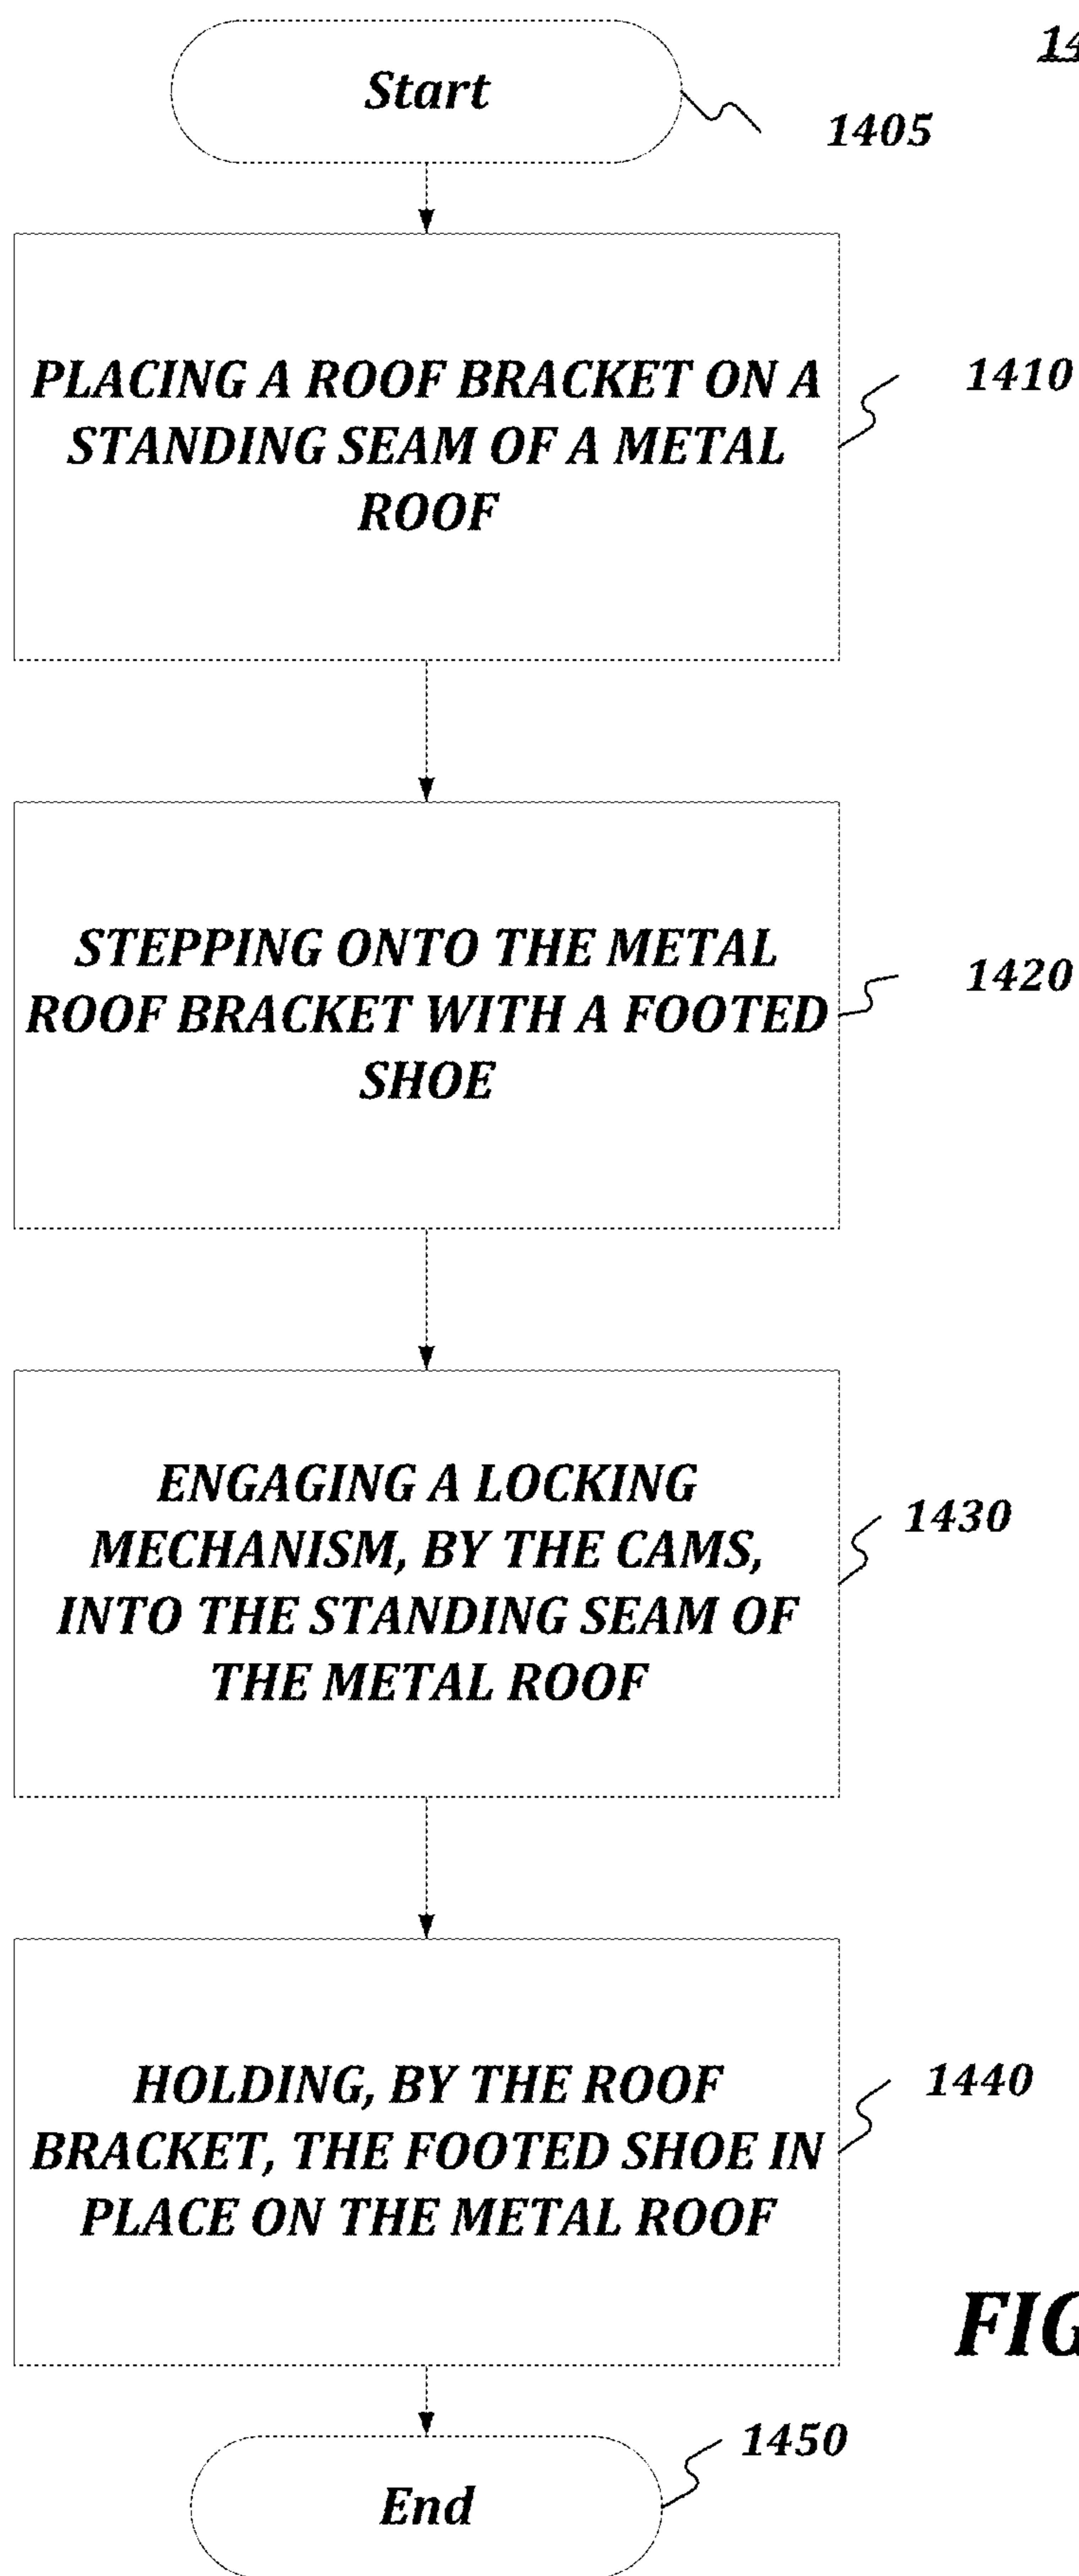 Start
1405
PLACING A ROOF BRACKET ON A
STANDING SEAM OF A METAL
ROOF
1410
STEPPING ONTO THE METAL
ROOF BRACKET WITH A FOOTED
SHOE
1420
ENGAGING A LOCKING
MECHANISM, BY THE CAMS,
INTO THE STANDING SEAM OF
THE METAL ROOF
1430
HOLDING, BY THE ROOF
BRACKET, THE FOOTED SHOE IN
PLACE ON THE METAL ROOF
1440
FIG
End
1450